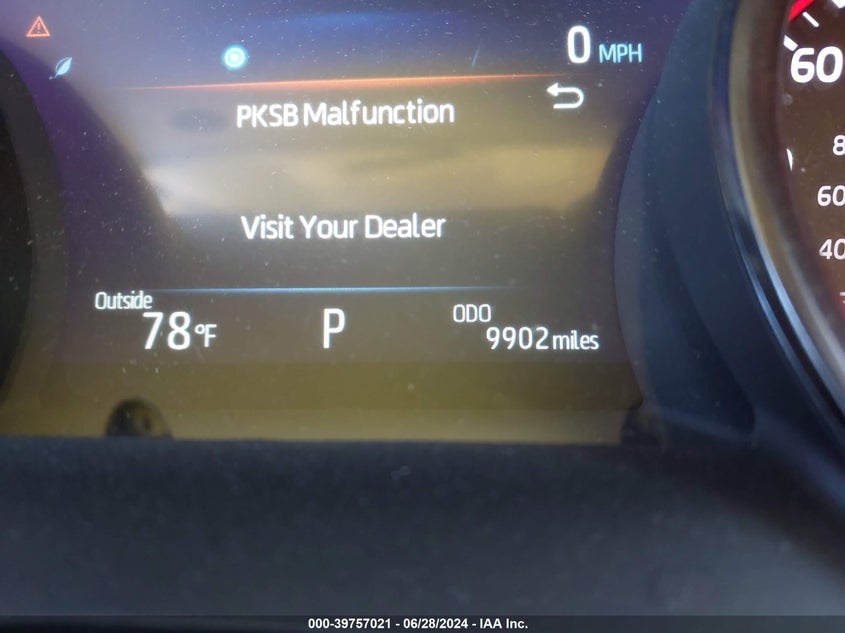 0 MPH
60
PKSB Malfunction
8
60
Visit Your Dealer
40
Outside
78°F
P
ODO
9902 miles
000-39757021 - 06/28/2024 - IAA Inc.